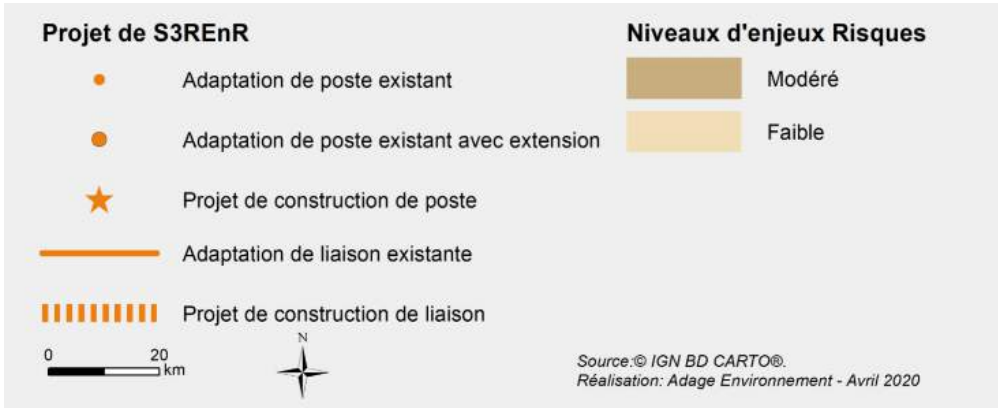 Projet de S3REnR
Adaptation de poste existant
Adaptation de poste existant avec extension
Projet de construction de poste
Adaptation de liaison existante
Projet de construction de liaison
0 20
km
N
Niveaux d'enjeux Risques
Modéré
Faible
Source:© IGN BD CARTO®.
Réalisation: Adage Environnement - Avril 2020